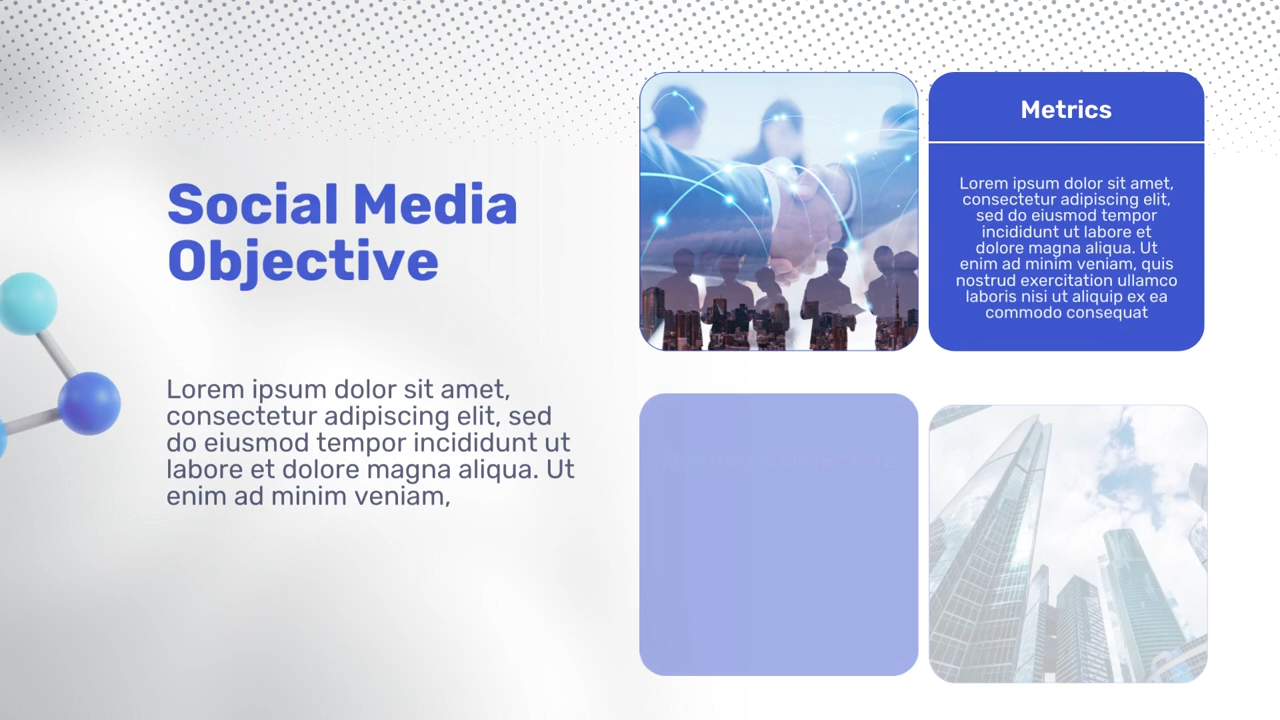 Social Media
Objective
Lorem ipsum dolor sit amet,
consectetur adipiscing elit, sed
do eiusmod tempor incididunt ut
labore et dolore magna aliqua. Ut
enim ad minim veniam,
Metrics
Lorem ipsum dolor sit amet,
consectetur adipiscing elit,
sed do eiusmod tempor
incididunt ut labore et
dolore magna aliqua. Ut
enim ad minim veniam, quis
nostrud exercitation ullamco
laboris nisi ut aliquip ex ea
commodo consequat